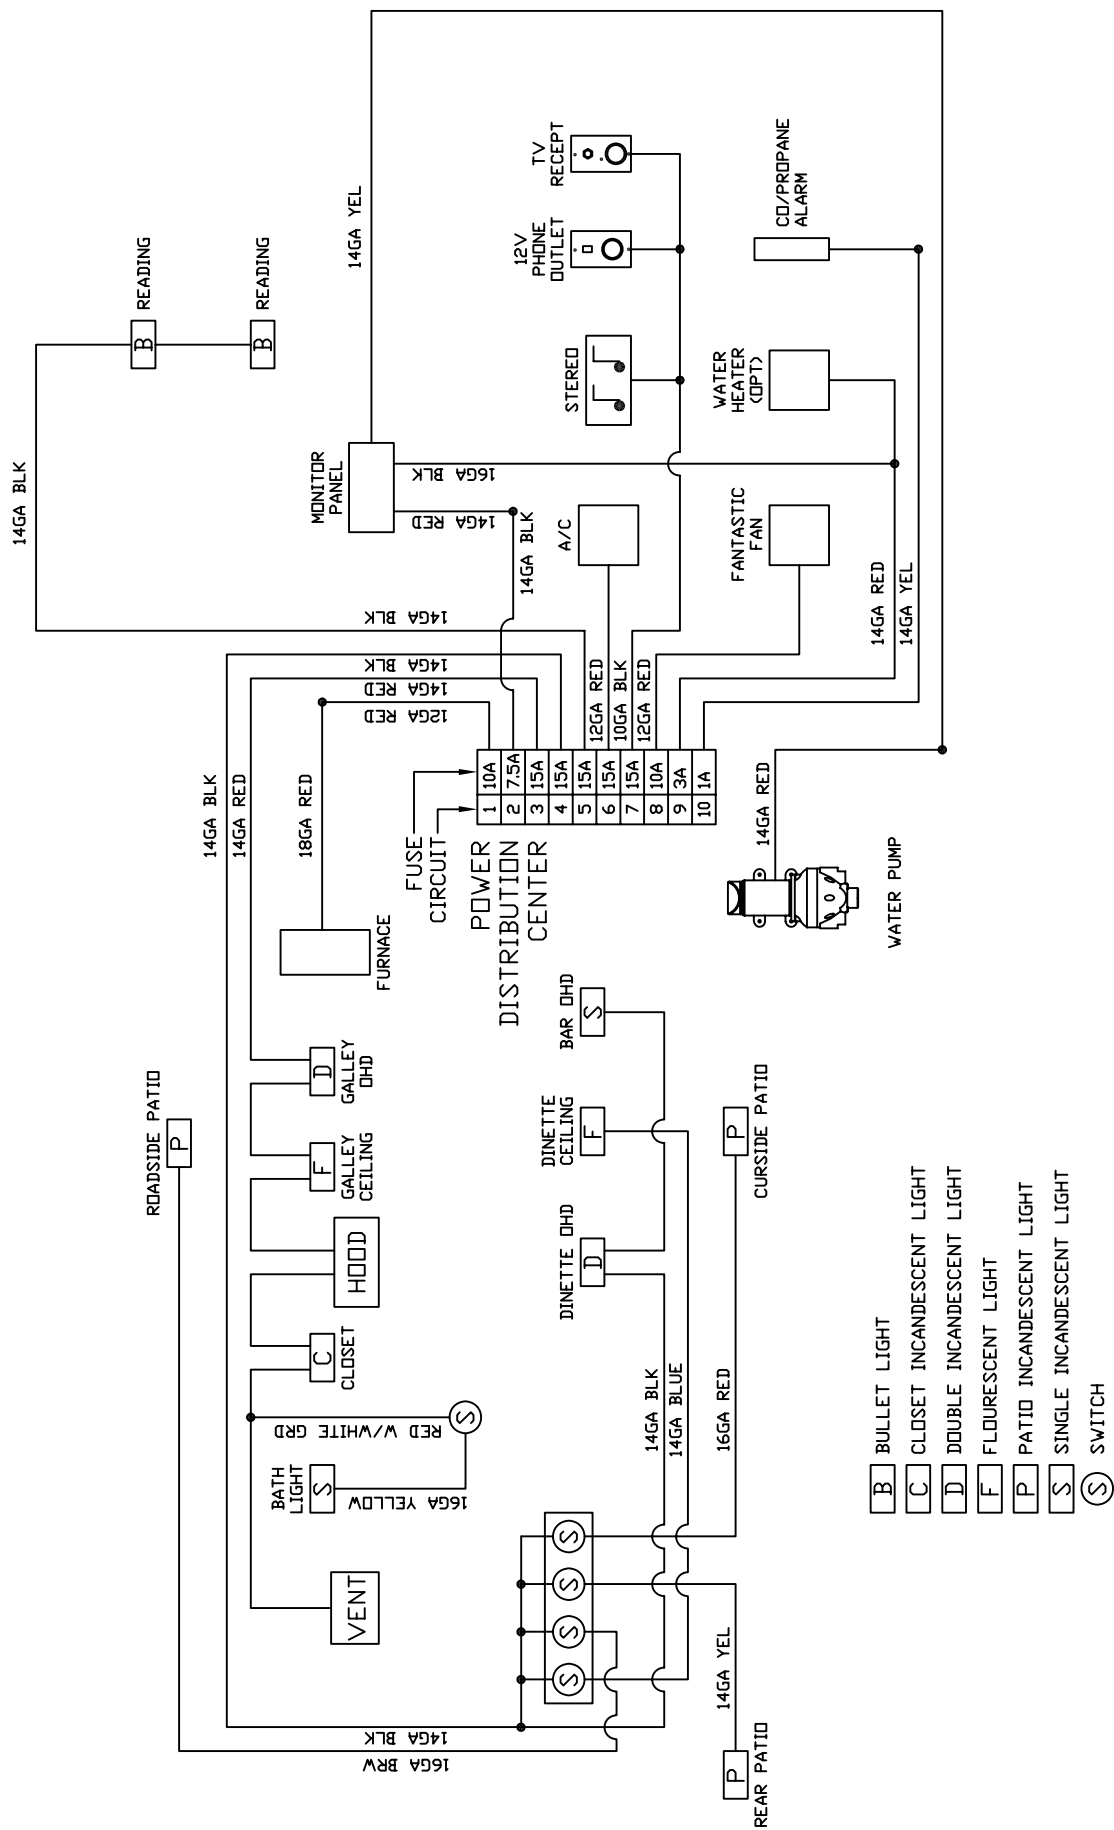 14GA YEL
TV
RECEPT
CO/PROPANE
ALARM
12V
PHONE
OUTLET
READING
READING
STEREO
WATER
HEATER
(OPT)
14GA BLK
B
B
MONITOR
PANEL
16GA BLK
14GA RED
14GA BLK
A/C
FANTASTIC
FAN
14GA RED
14GA YEL
14GA BLK
14GA BLK
14GA RED
12GA RED
12GA RED
10GA BLK
12GA RED
14GA BLK
14GA RED
18GA RED
14GA RED
1 10A
2 7.5A
3 15A
4 15A
5 15A
6 15A
7 15A
8 10A
9 3A
10 1A
FUSE
CIRCUIT
POWER
DISTRIBUTION
CENTER
WATER PUMP
FURNACE
BAR OHD
S
ROADSIDE PATIO
P
D
GALLEY
OHD
DINETTE
CEILING
F
P
CURSIDE PATIO
F
GALLEY
CEILING
HOOD
DINETTE OHD
D
C
CLOSET
RED W/WHITE GRD
S
BATH
LIGHT
S
16GA YELLOW
14GA BLK
14GA BLUE
16GA RED
VENT
S
S
S
S
14GA YEL
14GA BLK
16GA BRW
P
REAR PATIO
B BULLET LIGHT
C CLOSET INCANDESCENT LIGHT
D DOUBLE INCANDESCENT LIGHT
F FLOURESCENT LIGHT
P PATIO INCANDESCENT LIGHT
S SINGLE INCANDESCENT LIGHT
S SWITCH